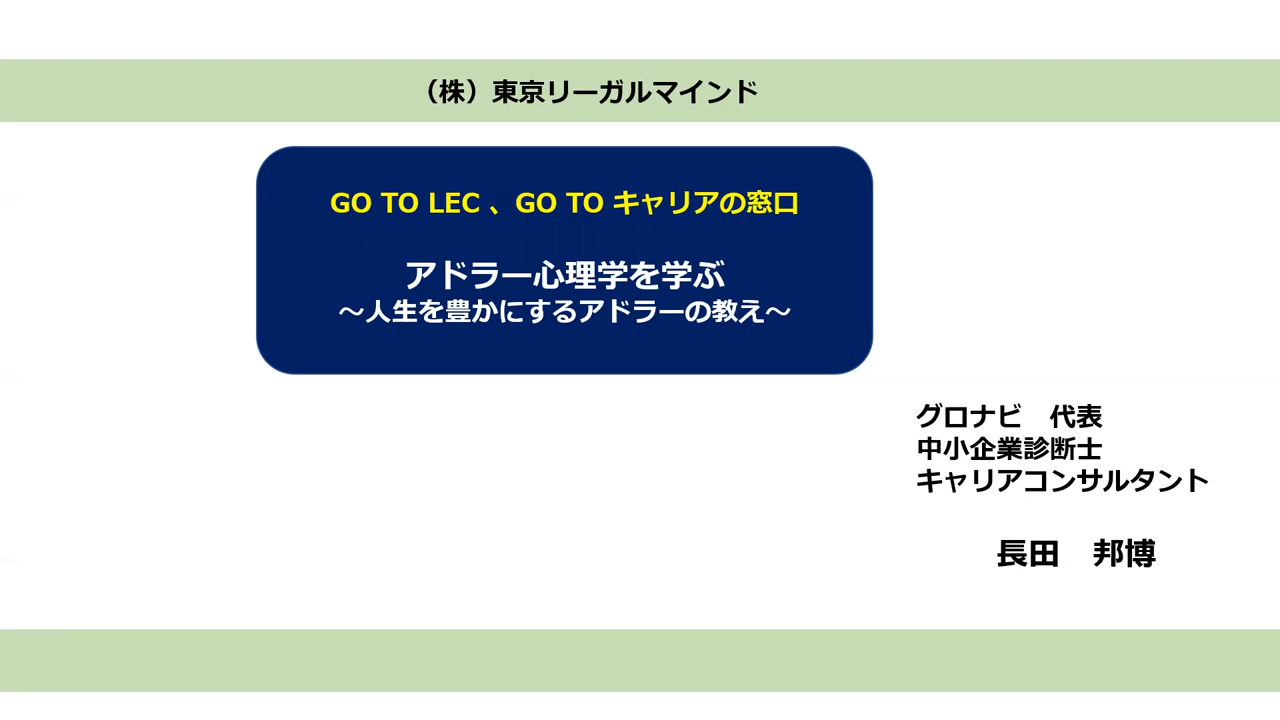 （株）東京リーガルマインド
GO TO LEC 、GO TO キャリアの窓口
アドラー心理学を学ぶ
～人生を豊かにするアドラーの教え～
グロナビ　代表
中小企業診断士
キャリアコンサルタント
長田　邦博